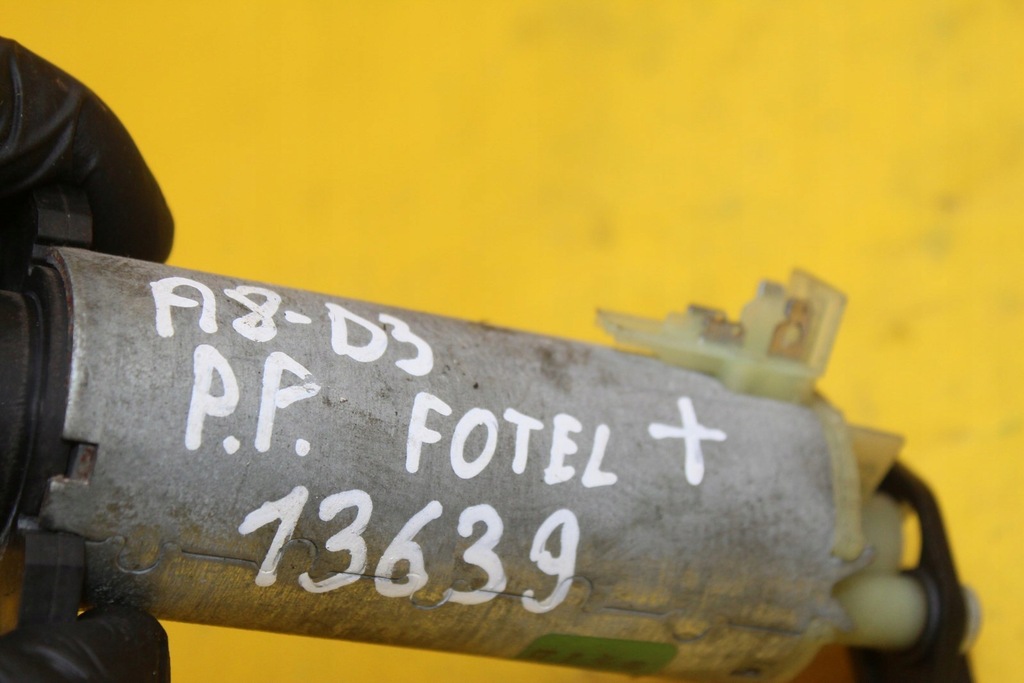 A8-D3
P.P. FOTEL +
13639